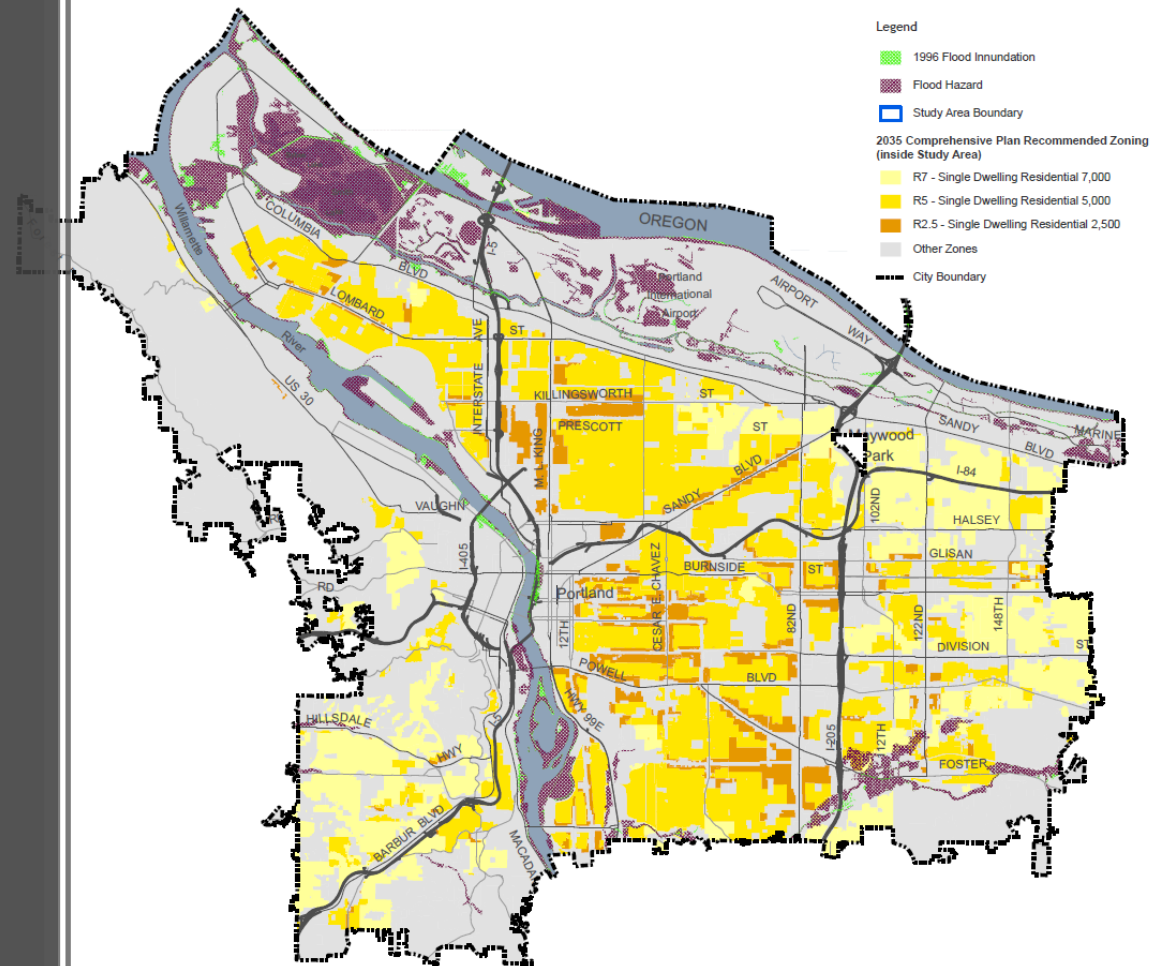 Legend
1996 Flood Innundation
Flood Hazard
Study Area Boundary
2035 Comprehensive Plan Recommended Zoning
(inside Study Area)
R7 - Single Dwelling Residential 7,000
R5 - Single Dwelling Residential 5,000
R2.5 - Single Dwelling Residential 2,500
Other Zones
City Boundary
OREGON
Willamette
River
COLUMBIA
BLVD
I-5
LOMBARD
ST
Portland
International
Airport
AIRPORT
WAY
US 30
INTERSTATE AVE
KILLINGSWORTH
ST
PRESCOTT
ST
M. L. KING
SANDY
BLVD
MARINE
Maywood
Park
I-84
SANDY
BLVD
102ND
HALSEY
VAUGHN
I-405
GLISAN
BURNSIDE
ST
RD
Portland
12TH
CESAR E CHAVEZ
82ND
122ND
148TH
DIVISION
ST
POWELL
BLVD
HWY 99E
HILLSDALE
HWY
I-205
12TH
FOSTER
BARBUR BLVD
MACADA